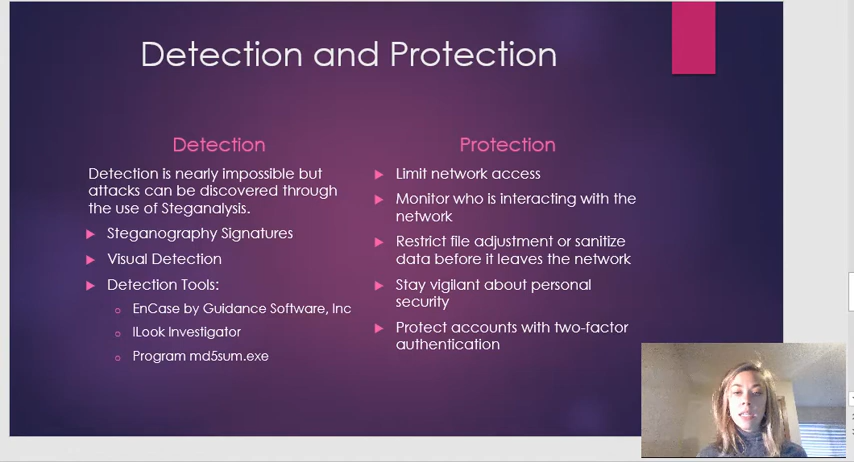 Detection and Protection
Detection
Detection is nearly impossible but
attacks can be discovered through
the use of Steganalysis.
Steganography Signatures
Visual Detection
Detection Tools:
EnCase by Guidance Software, Inc
ILook Investigator
Program md5sum.exe
Protection
Limit network access
Monitor who is interacting with the
network
Restrict file adjustment or sanitize
data before it leaves the network
Stay vigilant about personal
security
Protect accounts with two-factor
authentication